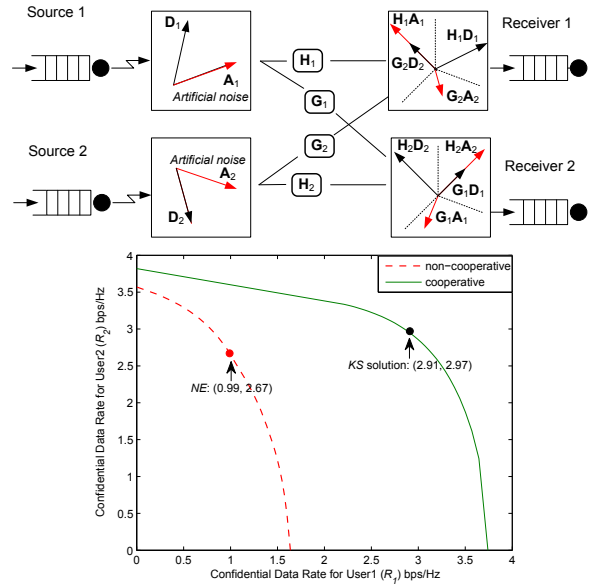 Source 1
D1
A1
Artificial noise
H1
G1
G2
H2
H1A1
H1D1
G2D2
G2A2
Receiver 1
Source 2
Artificial noise
A2
D2
H2D2
H2A2
G1D1
G1A1
Receiver 2
non-cooperative
cooperative
KS solution: (2.91, 2.97)
NE: (0.99, 2.67)
Confidential Data Rate for User2 (R2) bps/Hz
4
3.5
3
2.5
2
1.5
1
0.5
0
0 0.5 1 1.5 2 2.5 3 3.5 4
Confidential Data Rate for User1 (R1) bps/Hz